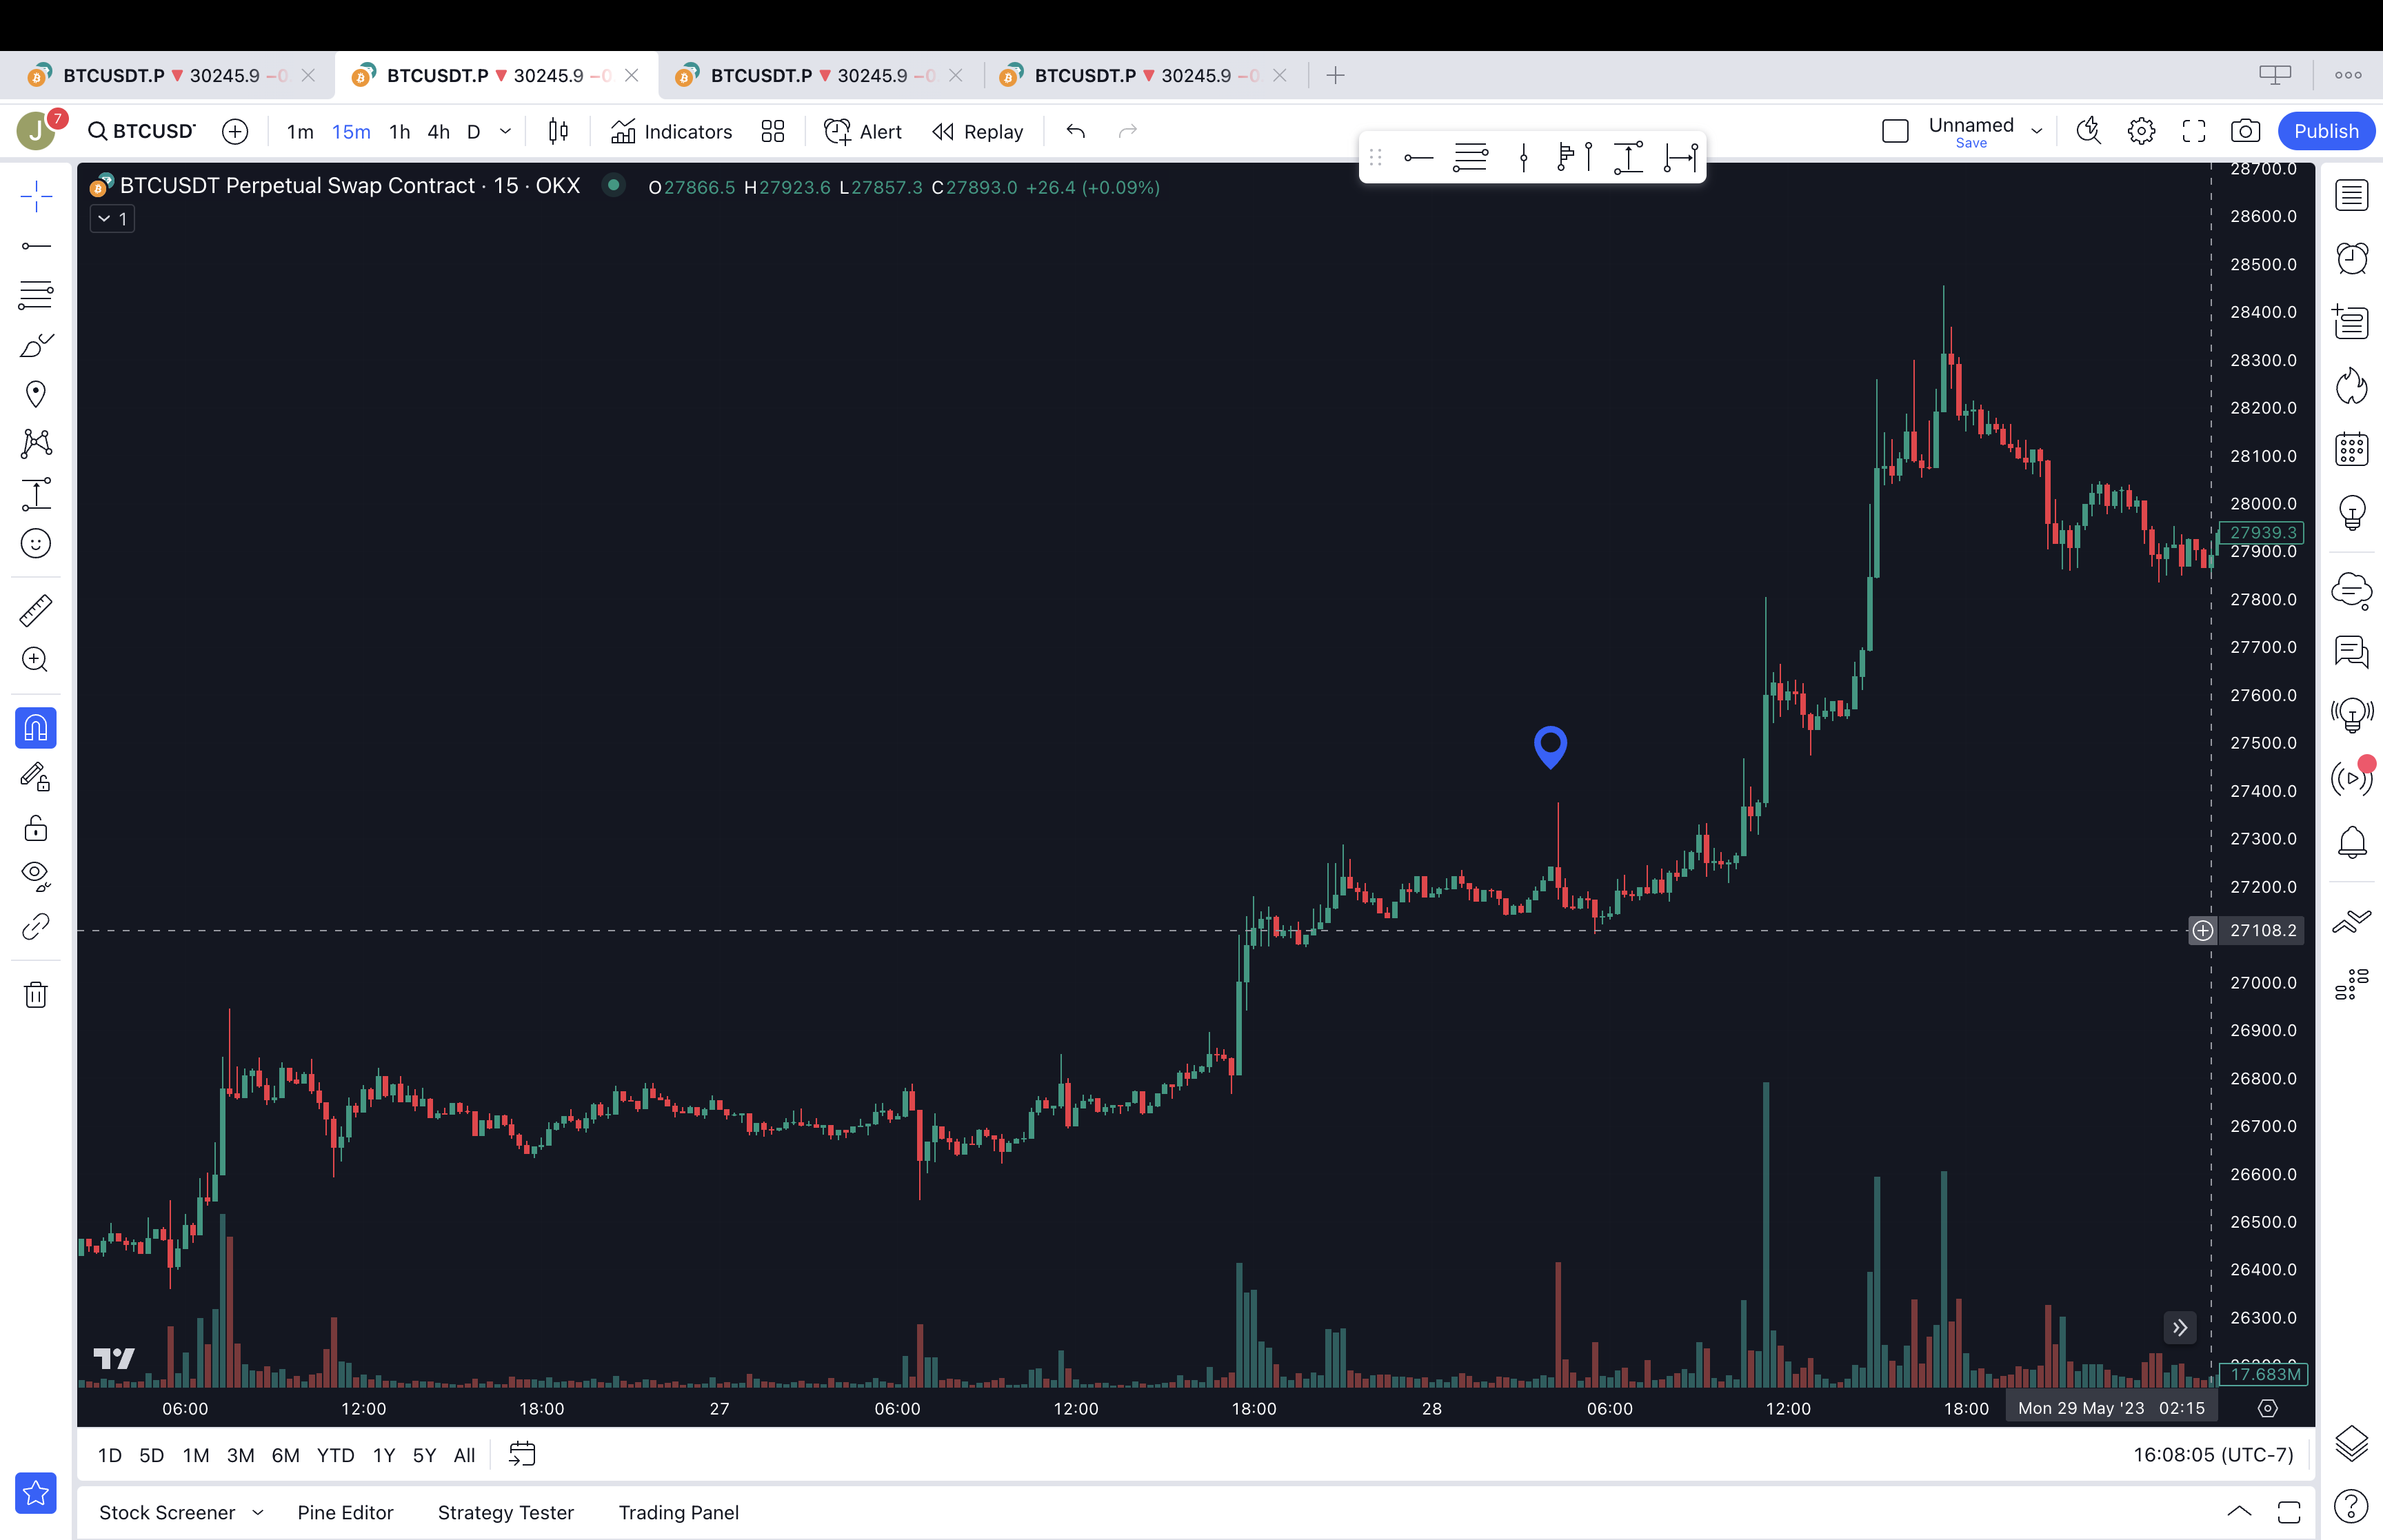 BTCUSDT.P 30245.9 −0
BTCUSDT.P 30245.9 −0
BTCUSDT.P 30245.9 −0
BTCUSDT.P 30245.9 −0
J 7 BTCUSD 1m 15m 1h 4h D Indicators Alert Replay Unnamed Save Publish
BTCUSDT Perpetual Swap Contract · 15 · OKX O27866.5 H27923.6 L27857.3 C27893.0 +26.4 (+0.09%)
1
28700.0
28600.0
28500.0
28400.0
28300.0
28200.0
28100.0
28000.0
27939.3
27900.0
27800.0
27700.0
27600.0
27500.0
27400.0
27300.0
27200.0
27108.2
27000.0
26900.0
26800.0
26700.0
26600.0
26500.0
26400.0
26300.0
17.683M
06:00 12:00 18:00 27 06:00 12:00 18:00 28 06:00 12:00 18:00 Mon 29 May '23 02:15
1D 5D 1M 3M 6M YTD 1Y 5Y All 16:08:05 (UTC-7)
Stock Screener Pine Editor Strategy Tester Trading Panel